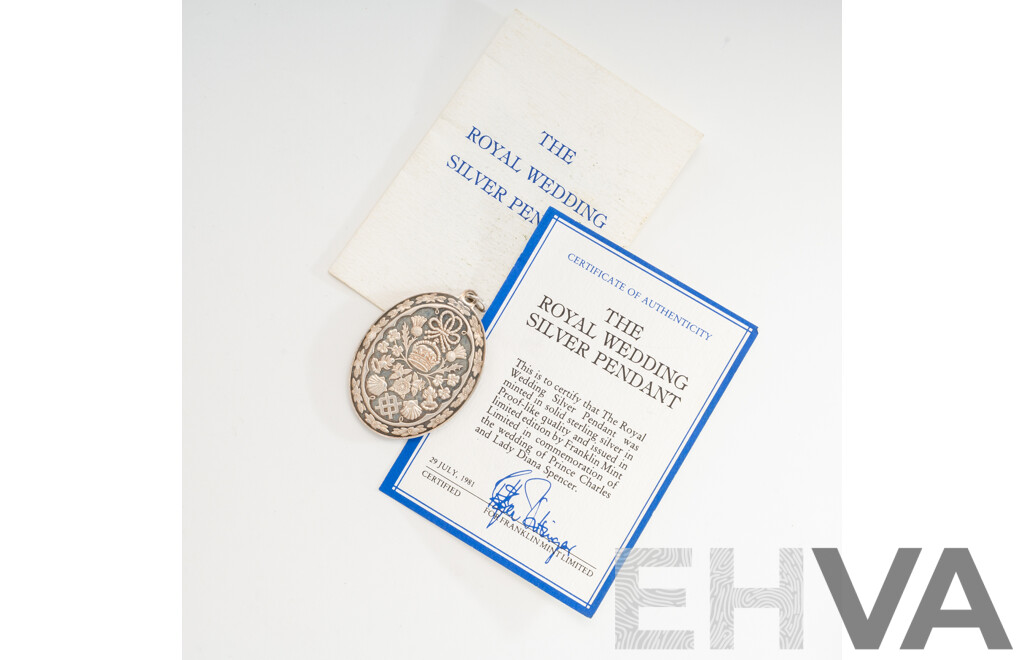 THE
ROYAL WEDDING
SILVER PEN
CERTIFICATE OF AUTHENTICITY
THE
ROYAL WEDDING
SILVER PENDANT
This is to certify that The Royal
Wedding Silver Pendant was
minted in solid sterling silver in
Proof-like quality and issued in
limited edition by Franklin Mint
Limited in commemoration of
the wedding of Prince Charles
and Lady Diana Spencer.
29 JULY, 1981
CERTIFIED
FOR FRANKLIN MINT LIMITED
EHVA